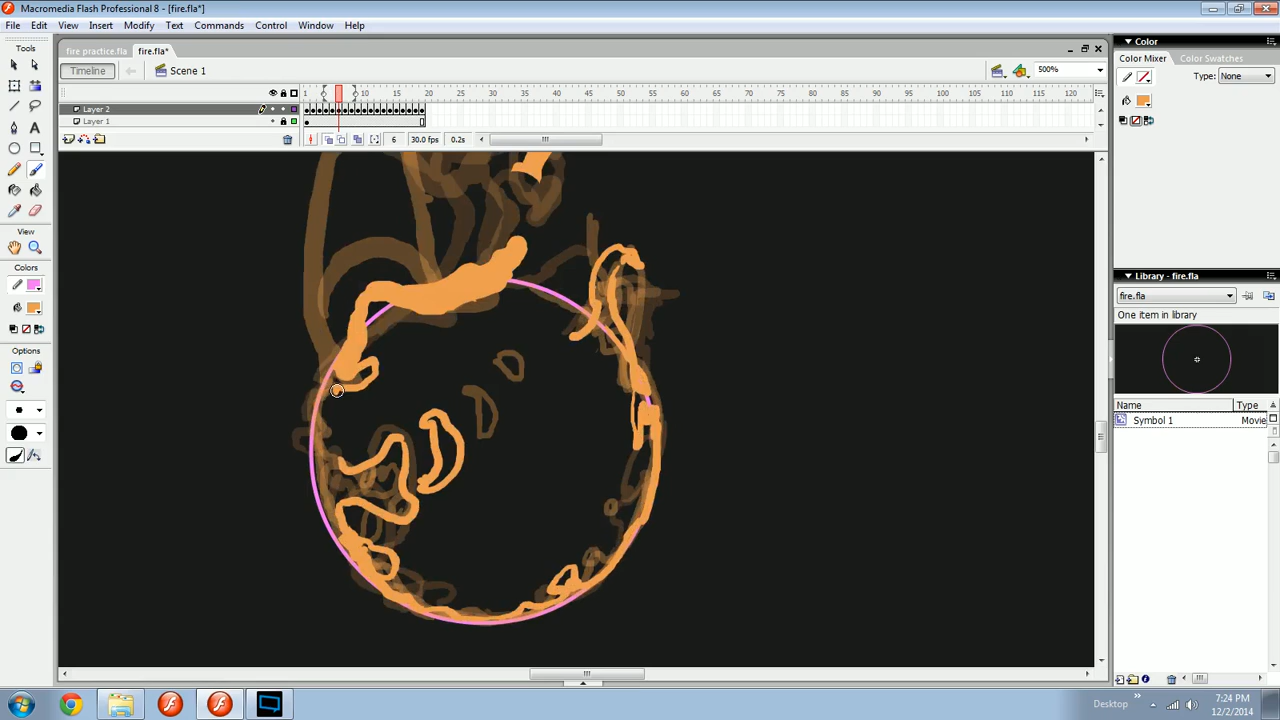 Macromedia Flash Professional 8 - [fire.fla*]
File Edit View Insert Modify Text Commands Control Window Help
Tools
fire practice.fla fire.fla*
Timeline Scene 1 500%
1 5 10 15 20 25 30 35 40 45 50 55 60 65 70 75 80 85 90 95 100 105 110 115 120
Layer 2
Layer 1
6 30.0 fps 0.2s
View
Colors
Options
Color
Color Mixer Color Swatches
Type: None
Library - fire.fla
fire.fla
One item in library
Name Type
Symbol 1 Movie
Desktop
7:24 PM
12/2/2014